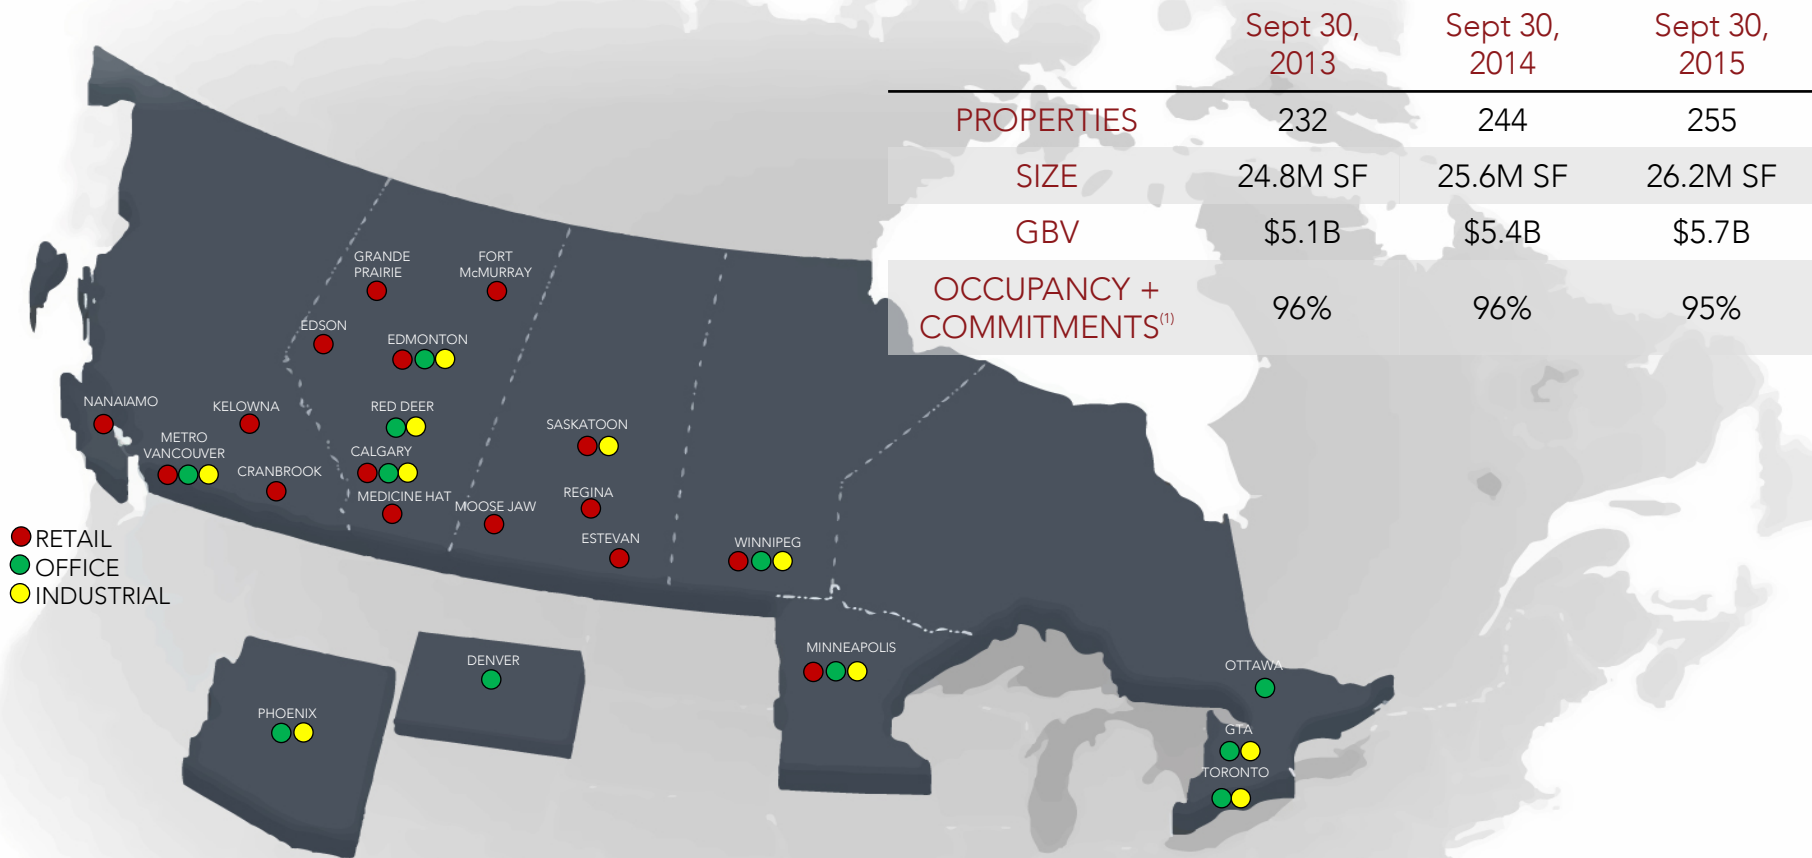 Sept 30, Sept 30, Sept 30,
2013 2014 2015
PROPERTIES 232 244 255
SIZE 24.8M SF 25.6M SF 26.2M SF
GBV $5.1B $5.4B $5.7B
OCCUPANCY +
COMMITMENTS(1) 96% 96% 95%
GRANDE
PRAIRIE
FORT
McMURRAY
EDSON
EDMONTON
NANAIAMO
KELOWNA
RED DEER
METRO
VANCOUVER
CALGARY
SASKATOON
CRANBROOK
MEDICINE HAT
MOOSE JAW
REGINA
ESTEVAN
WINNIPEG
RETAIL
OFFICE
INDUSTRIAL
MINNEAPOLIS
DENVER
OTTAWA
PHOENIX
GTA
TORONTO